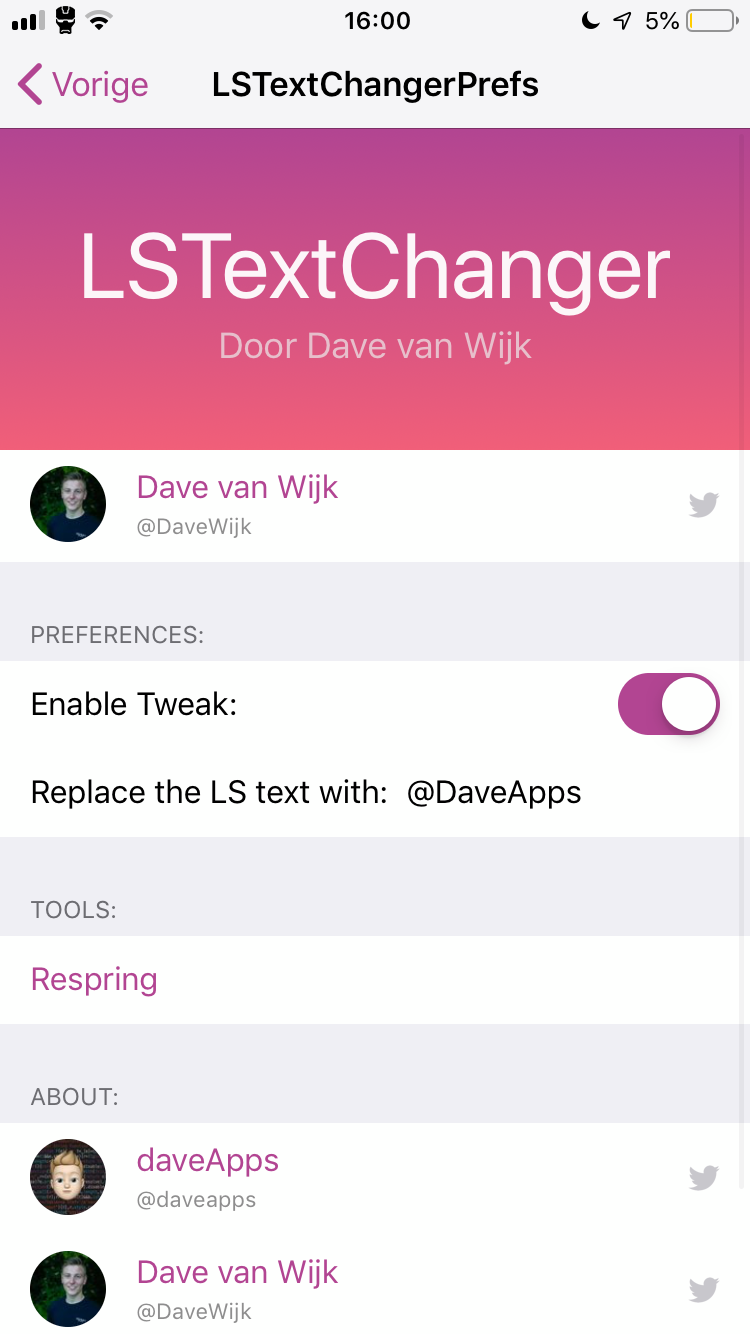 16:00
5%
Vorige
LSTextChangerPrefs
LSTextChanger
Door Dave van Wijk
Dave van Wijk
@DaveWijk
PREFERENCES:
Enable Tweak:
Replace the LS text with: @DaveApps
TOOLS:
Respring
ABOUT:
daveApps
@daveapps
Dave van Wijk
@DaveWijk